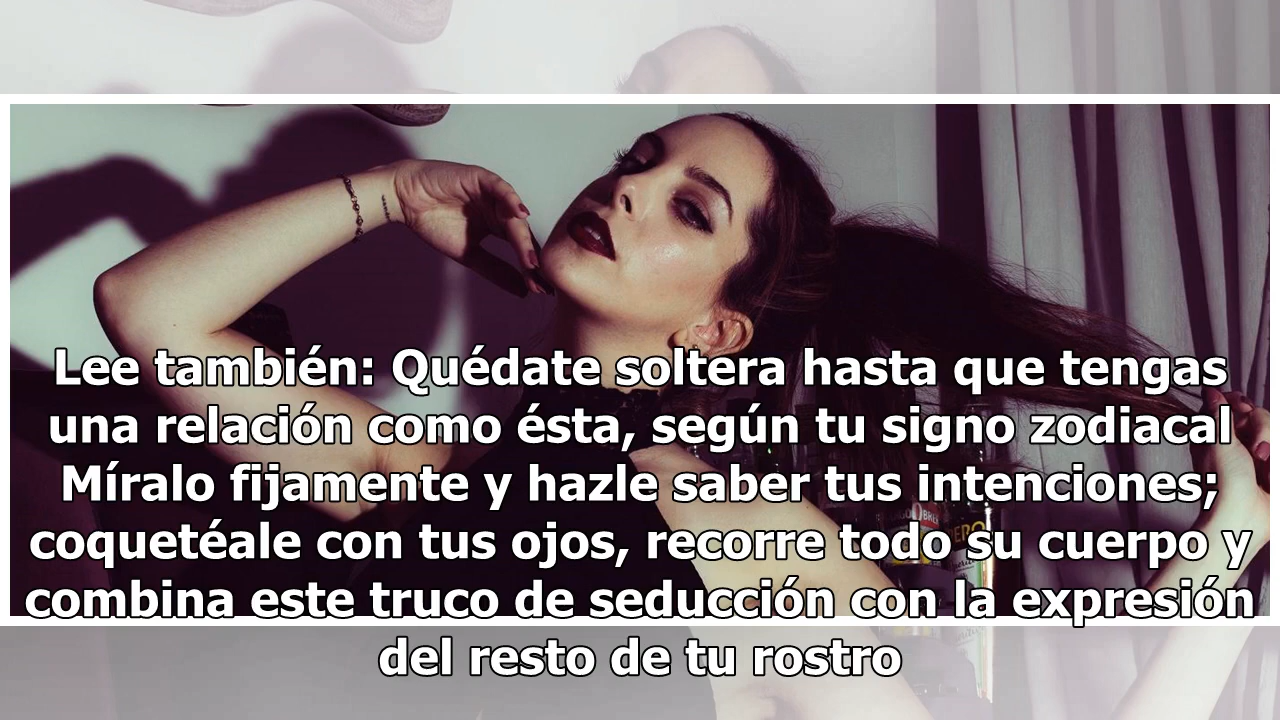 Lee también: Quédate soltera hasta que tengas
una relación como ésta, según tu signo zodiacal
Míralo fijamente y hazle saber tus intenciones;
coquetéale con tus ojos, recorre todo su cuerpo y
combina este truco de seducción con la expresión
del resto de tu rostro